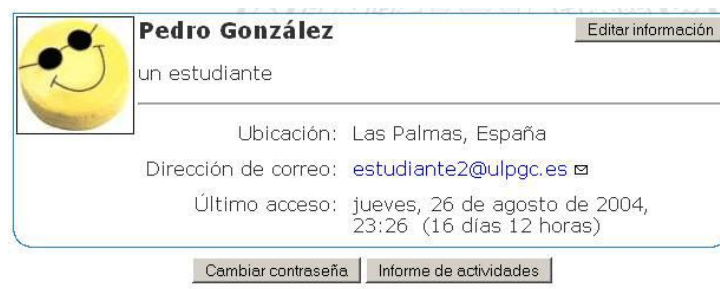 Pedro González
Editar información
un estudiante
Ubicación: Las Palmas, España
Dirección de correo: estudiante2@ulpgc.es
Último acceso: jueves, 26 de agosto de 2004,
23:26 (16 días 12 horas)
Cambiar contraseña
Informe de actividades